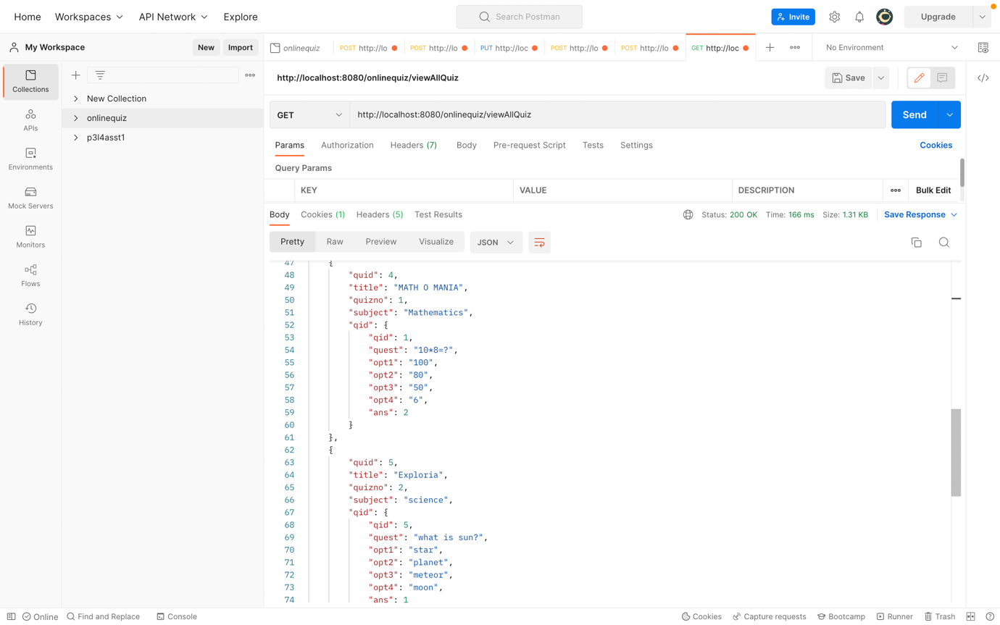 Home Workspaces API Network Explore Search Postman Invite Upgrade
My Workspace New Import onlinequiz POST http://lo POST http://lo PUT http://loc POST http://lo POST http://lo GET http://loc No Environment
Collections
APIs
Environments
Mock Servers
Monitors
Flows
History
New Collection
onlinequiz
p3l4asst1
http://localhost:8080/onlinequiz/viewAllQuiz Save
GET http://localhost:8080/onlinequiz/viewAllQuiz Send
Params Authorization Headers (7) Body Pre-request Script Tests Settings Cookies
Query Params
KEY VALUE DESCRIPTION Bulk Edit
Body Cookies (1) Headers (5) Test Results Status: 200 OK Time: 166 ms Size: 1.31 KB Save Response
Pretty Raw Preview Visualize JSON
47 {
48 "quid": 4,
49 "title": "MATH O MANIA",
50 "quizno": 1,
51 "subject": "Mathematics",
52 "qid": {
53 "qid": 1,
54 "quest": "10*8=?",
55 "opt1": "100",
56 "opt2": "80",
57 "opt3": "50",
58 "opt4": "6",
59 "ans": 2
60 }
61 },
62 {
63 "quid": 5,
64 "title": "Exploria",
65 "quizno": 2,
66 "subject": "science",
67 "qid": {
68 "qid": 5,
69 "quest": "what is sun?",
70 "opt1": "star",
71 "opt2": "planet",
72 "opt3": "meteor",
73 "opt4": "moon",
74 "ans": 1
Online Find and Replace Console Cookies Capture requests Bootcamp Runner Trash